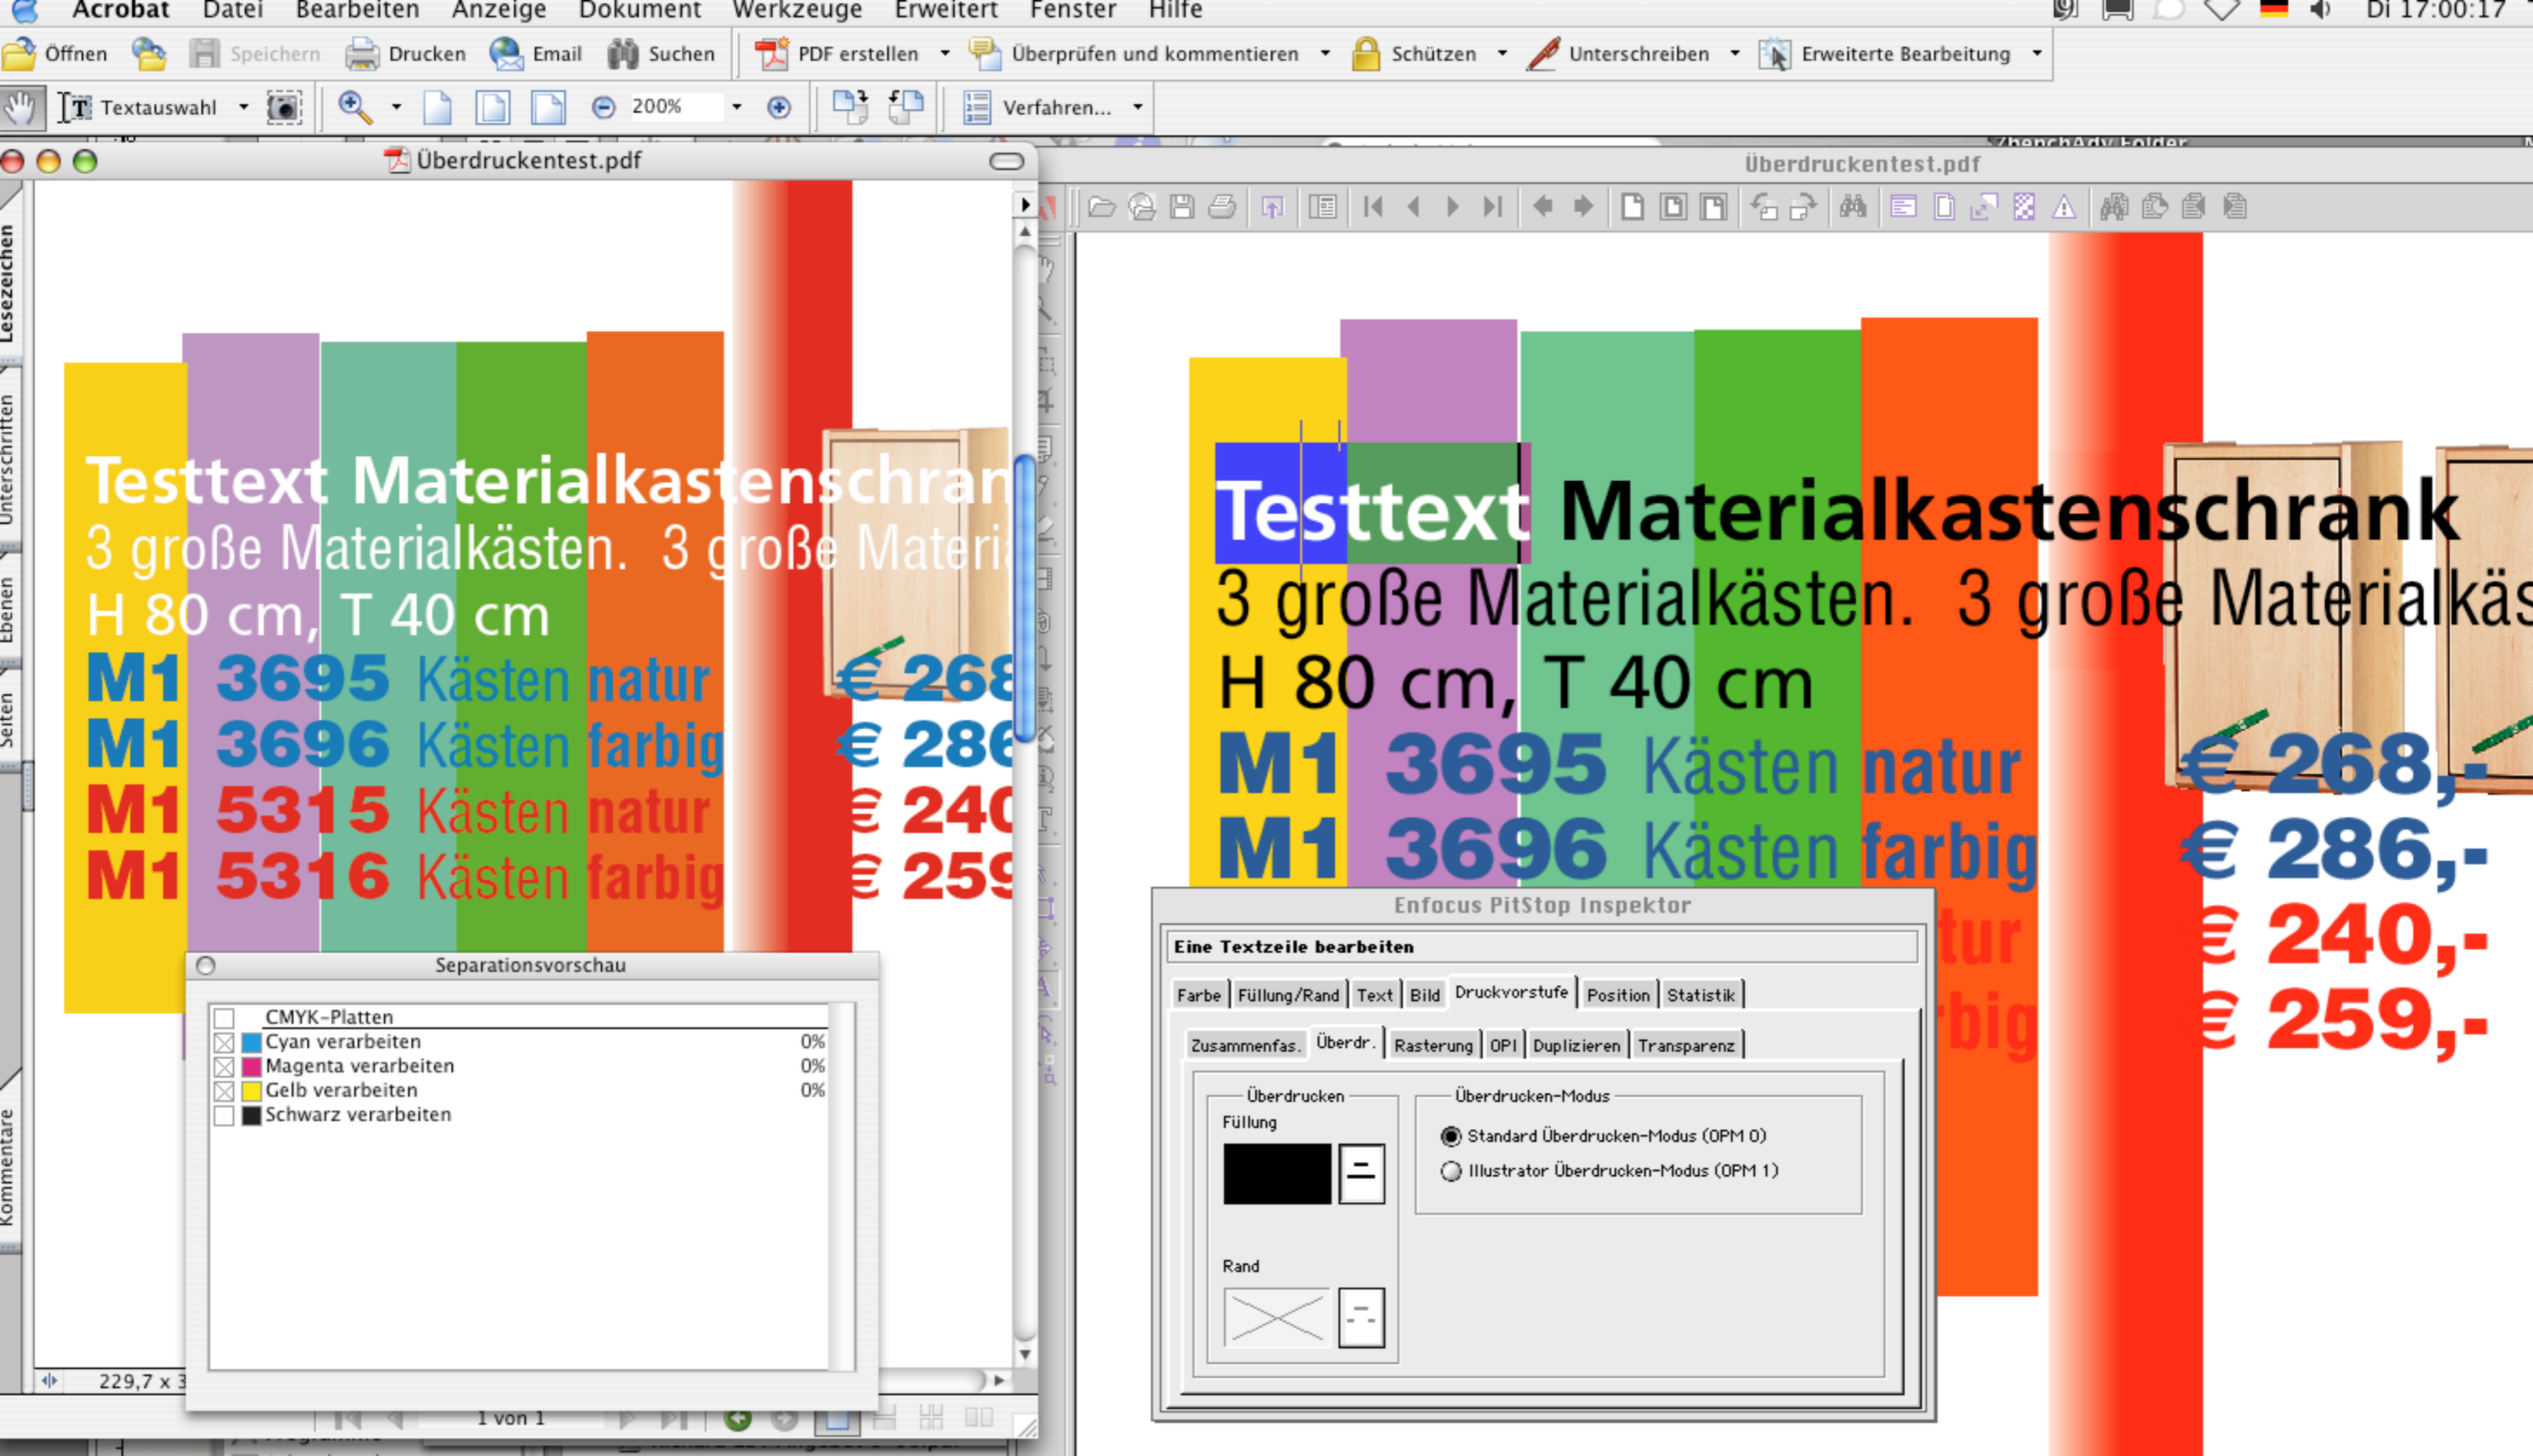 Acrobat Datei Bearbeiten Anzeige Dokument Werkzeuge Erweitert Fenster Hilfe Di 17:00:17
Öffnen Speichern Drucken Email Suchen PDF erstellen Überprüfen und kommentieren Schützen Unterschreiben Erweiterte Bearbeitung
Textauswahl 200% Verfahren...
Überdruckentest.pdf
Lesezeichen
Unterschriften
Ebenen
Seiten
Kommentare
Testtext Materialkastenschran
3 große Materialkästen. 3 große Materi
H 80 cm, T 40 cm
M1 3695 Kästen natur € 268
M1 3696 Kästen farbig € 286
M1 5315 Kästen natur € 240
M1 5316 Kästen farbig € 259
Separationsvorschau
CMYK-Platten
Cyan verarbeiten 0%
Magenta verarbeiten 0%
Gelb verarbeiten 0%
Schwarz verarbeiten
229,7 x 3
1 von 1
Überdruckentest.pdf
Testtext Materialkastenschrank
3 große Materialkästen. 3 große Materialkäs
H 80 cm, T 40 cm
M1 3695 Kästen natur € 268,-
M1 3696 Kästen farbig € 286,-
tur € 240,-
big € 259,-
Enfocus PitStop Inspektor
Eine Textzeile bearbeiten
Farbe Füllung/Rand Text Bild Druckvorstufe Position Statistik
Zusammenfas. Überdr. Rasterung OPI Duplizieren Transparenz
Überdrucken
Füllung
Rand
Überdrucken-Modus
Standard Überdrucken-Modus (OPM 0)
Illustrator Überdrucken-Modus (OPM 1)